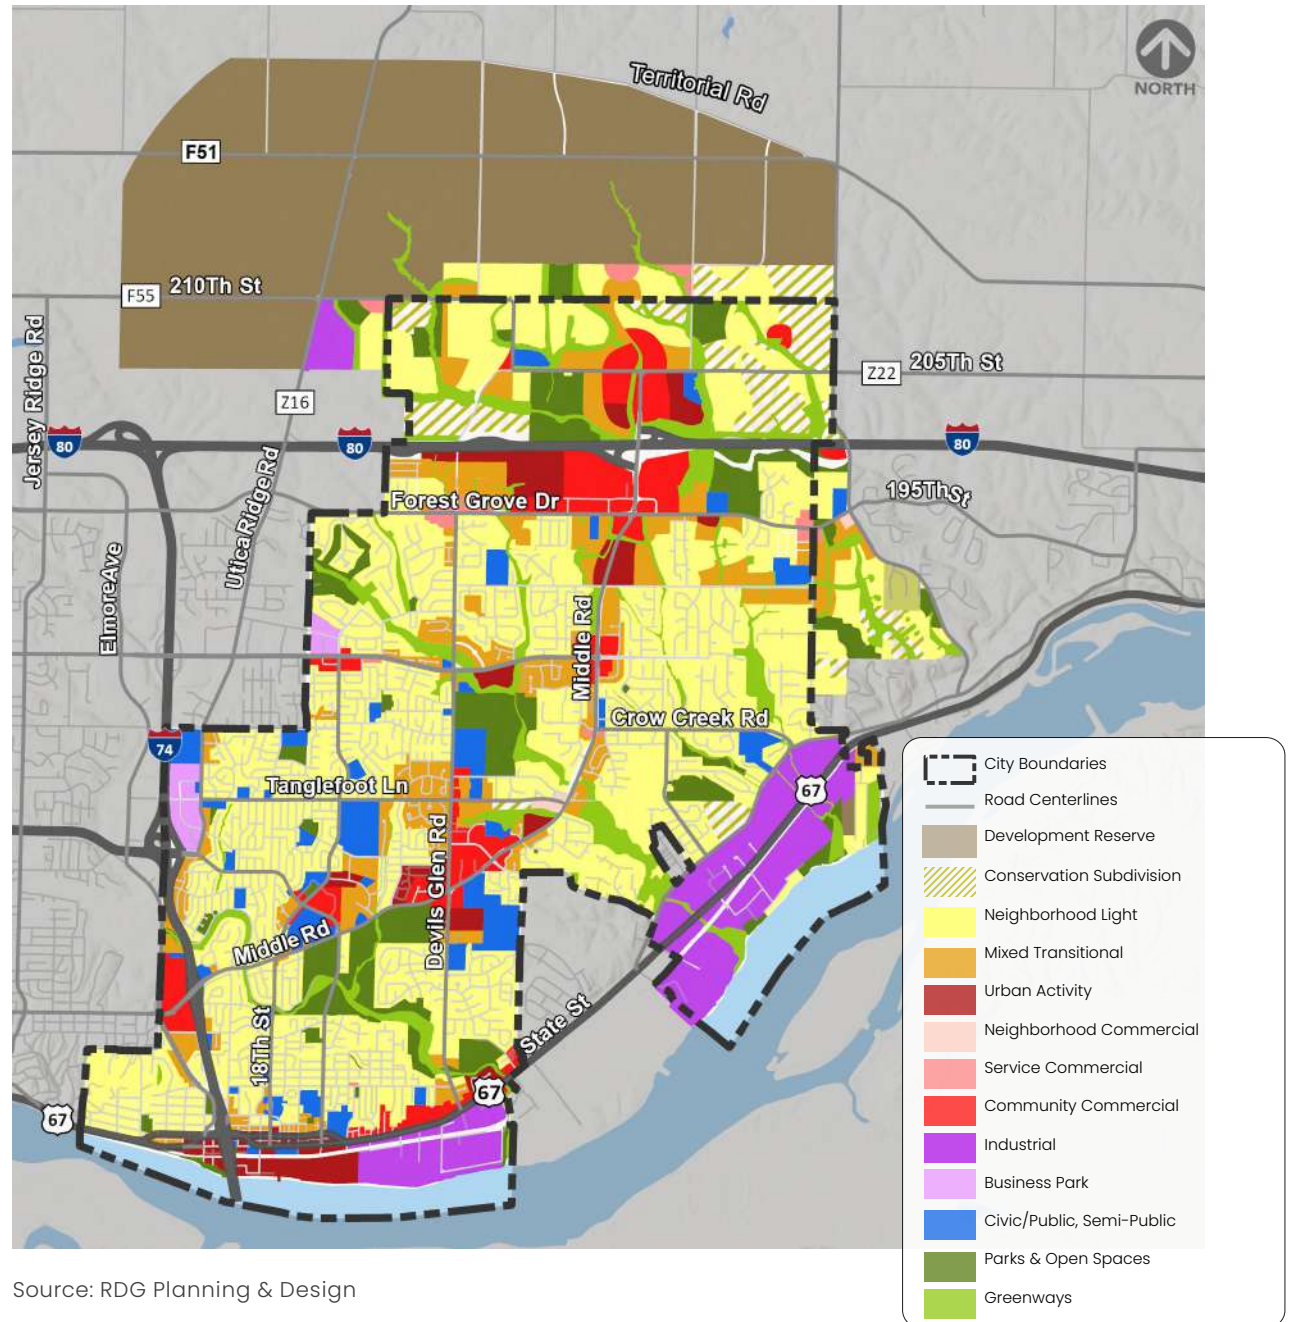 Territorial Rd
NORTH
F51
F55
210Th St
Jersey Ridge Rd
205Th St
Z22
Z16
80
80
80
Utica Ridge Rd
Forest Grove Dr
195Th St
Elmore Ave
Middle Rd
Crow Creek Rd
74
Tanglefoot Ln
67
Devils Glen Rd
Middle Rd
18Th St
State St
67
67
City Boundaries
Road Centerlines
Development Reserve
Conservation Subdivision
Neighborhood Light
Mixed Transitional
Urban Activity
Neighborhood Commercial
Service Commercial
Community Commercial
Industrial
Business Park
Civic/Public, Semi-Public
Parks & Open Spaces
Greenways
Source: RDG Planning & Design